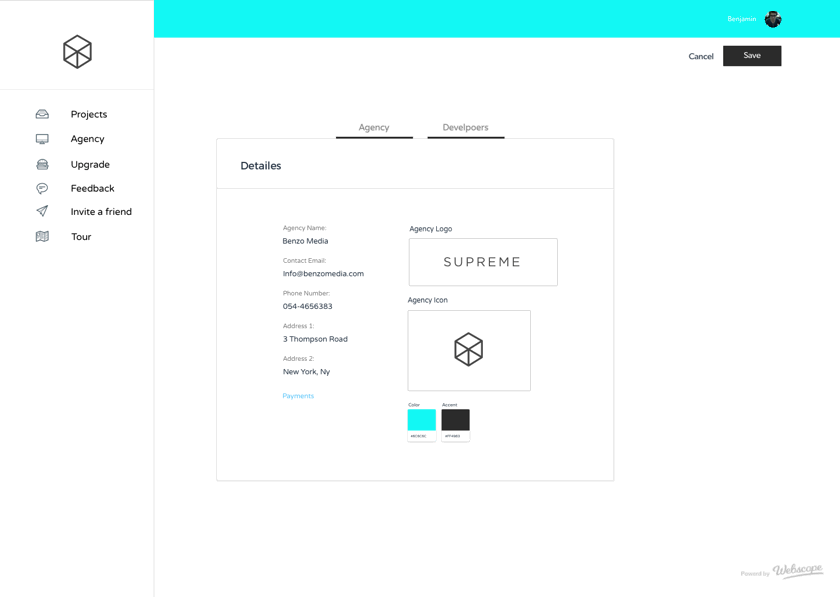 Benjamin
Cancel
Save
Projects
Agency
Upgrade
Feedback
Invite a friend
Tour
Agency
Develpoers
Detailes
Agency Name:
Benzo Media
Contact Email:
Info@benzomedia.com
Phone Number:
054-4656383
Address 1:
3 Thompson Road
Address 2:
New York, Ny
Payments
Agency Logo
SUPREME
Agency Icon
Color
Accent
Powered by Webscope